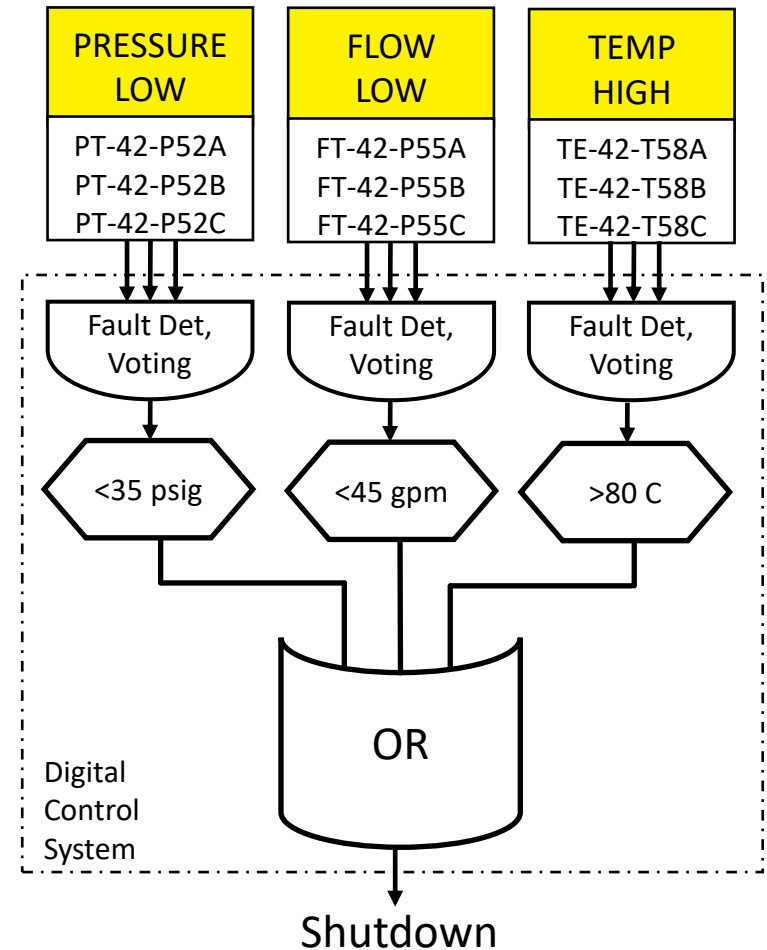 PRESSURE
LOW
PT-42-P52A
PT-42-P52B
PT-42-P52C
FLOW
LOW
FT-42-P55A
FT-42-P55B
FT-42-P55C
TEMP
HIGH
TE-42-T58A
TE-42-T58B
TE-42-T58C
Fault Det,
Voting
Fault Det,
Voting
Fault Det,
Voting
<35 psig
<45 gpm
>80 C
OR
Digital
Control
System
Shutdown